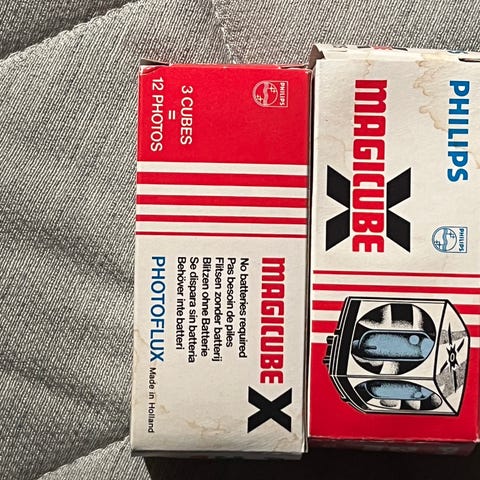 PHILIPS
3 CUBES
=
12 PHOTOS
MAGICUBE X
No batteries required
Pas besoin de piles
Flitsen zonder batterij
Blitzen ohne Batterie
Se dispara sin batteria
Behöver inte batteri
PHOTOFLUX Made in Holland
PHILIPS
MAGICUBE X
PHILIPS